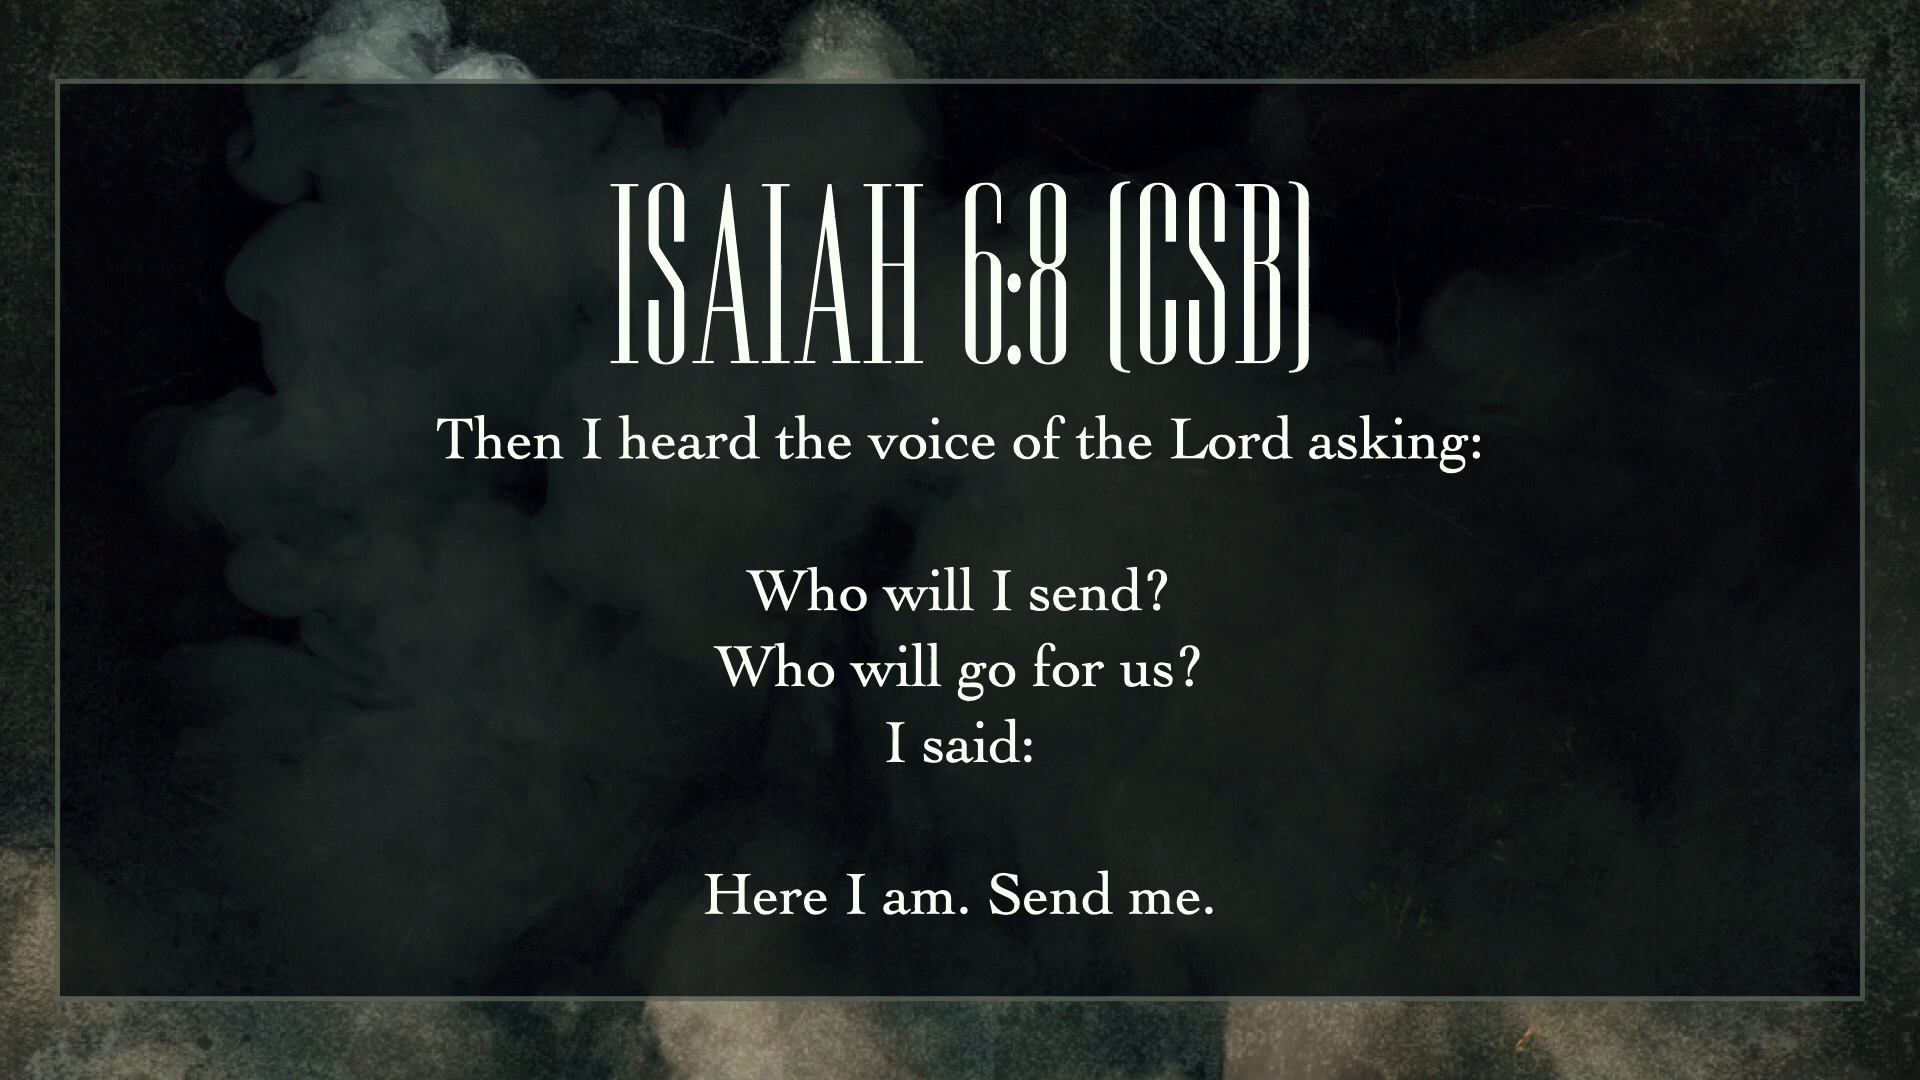 ISAIAH 6:8 (CSB)
Then I heard the voice of the Lord asking:
Who will I send?
Who will go for us?
I said:
Here I am. Send me.